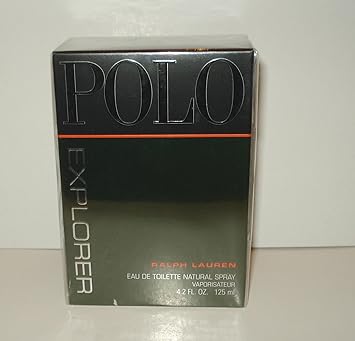 POLO
EXPLORER
RALPH LAUREN
EAU DE TOILETTE NATURAL SPRAY
VAPORISATEUR
4.2 FL. OZ. 125 ml